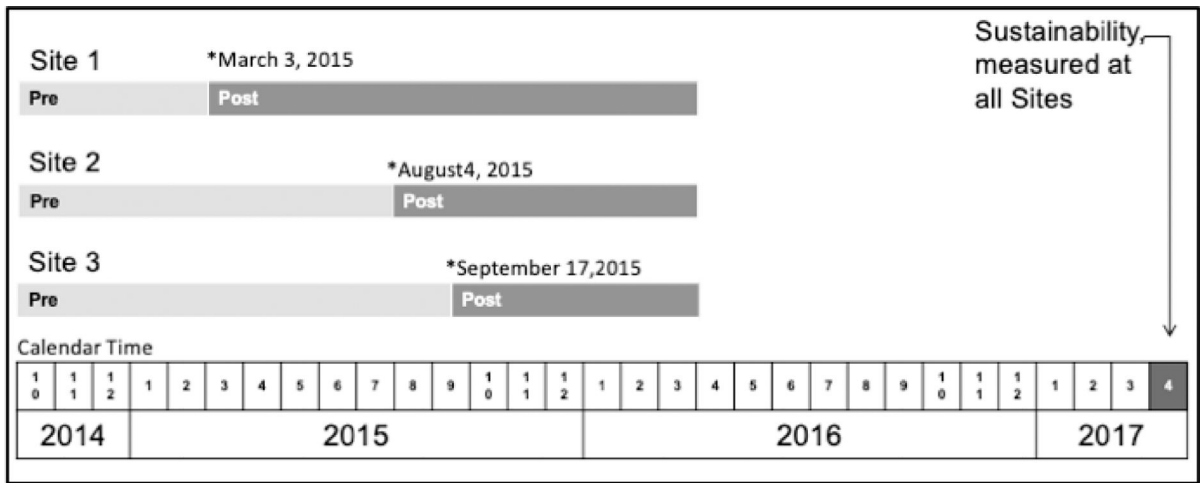 Sustainability,
measured at
all Sites
Site 1
*March 3, 2015
Pre Post
Site 2
*August4, 2015
Pre Post
Site 3
*September 17,2015
Pre Post
Calendar Time
10 11 12 1 2 3 4 5 6 7 8 9 10 11 12 1 2 3 4 5 6 7 8 9 10 11 12 1 2 3 4
2014 2015 2016 2017